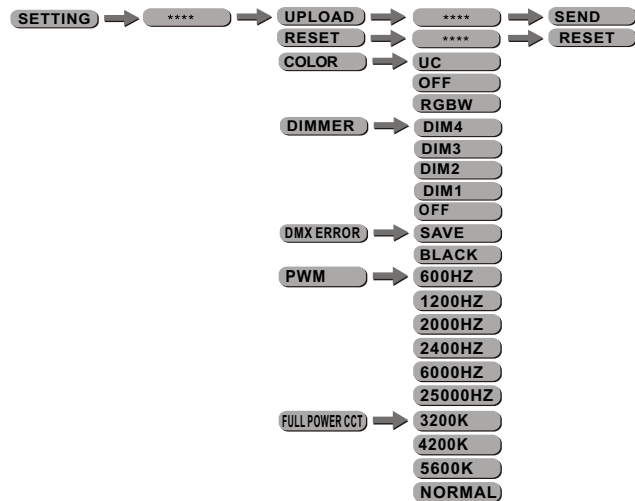 SETTING **** UPLOAD **** SEND
RESET **** RESET
COLOR UC
OFF
RGBW
DIMMER DIM4
DIM3
DIM2
DIM1
OFF
DMX ERROR SAVE
BLACK
PWM 600HZ
1200HZ
2000HZ
2400HZ
6000HZ
25000HZ
FULL POWER CCT 3200K
4200K
5600K
NORMAL